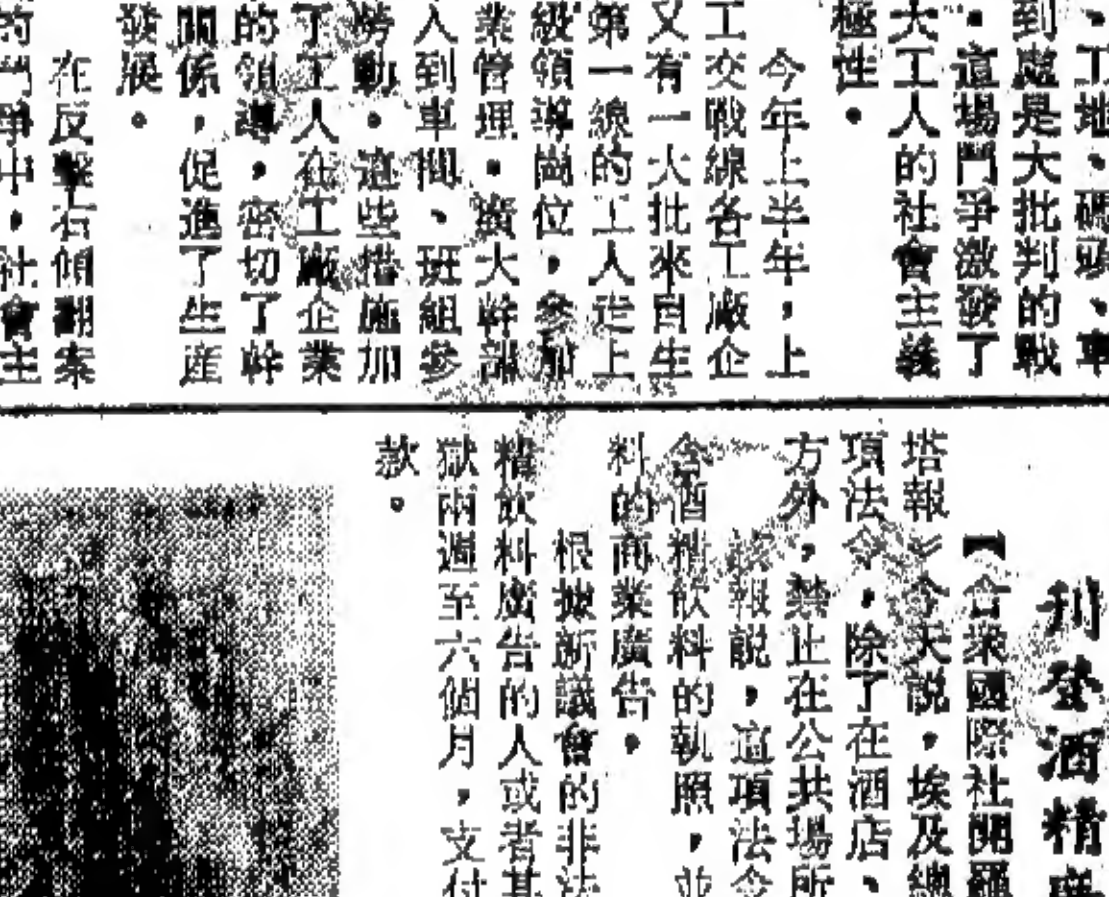 、工地、碼頭、車
到處是大批判的戰
。這場鬥爭激發了
大工人的社會主義
極性。
今年上半年,上
工交戰線各工廠企
又有一大批來自生
第一線的工人走上
級領導崗位,參加
業管理。廣大幹部
入到車間、班組參
勞動。這些措施加
了工人在工廠企業
的領導,密切了幹
關係,促進了生產
發展。
在反擊右傾翻案
的鬥爭中,社會主
刊登酒精廣
【合衆國際社開羅
塔報》今天說,埃及總
項法令,除了在酒店、
方外,禁止在公共場所
該報說,這項法令
含酒精飲料的執照,並
料的商業廣告。
根據新議會的非法
精飲料廣告的人或者其
獄兩週至六個月,支付
款。